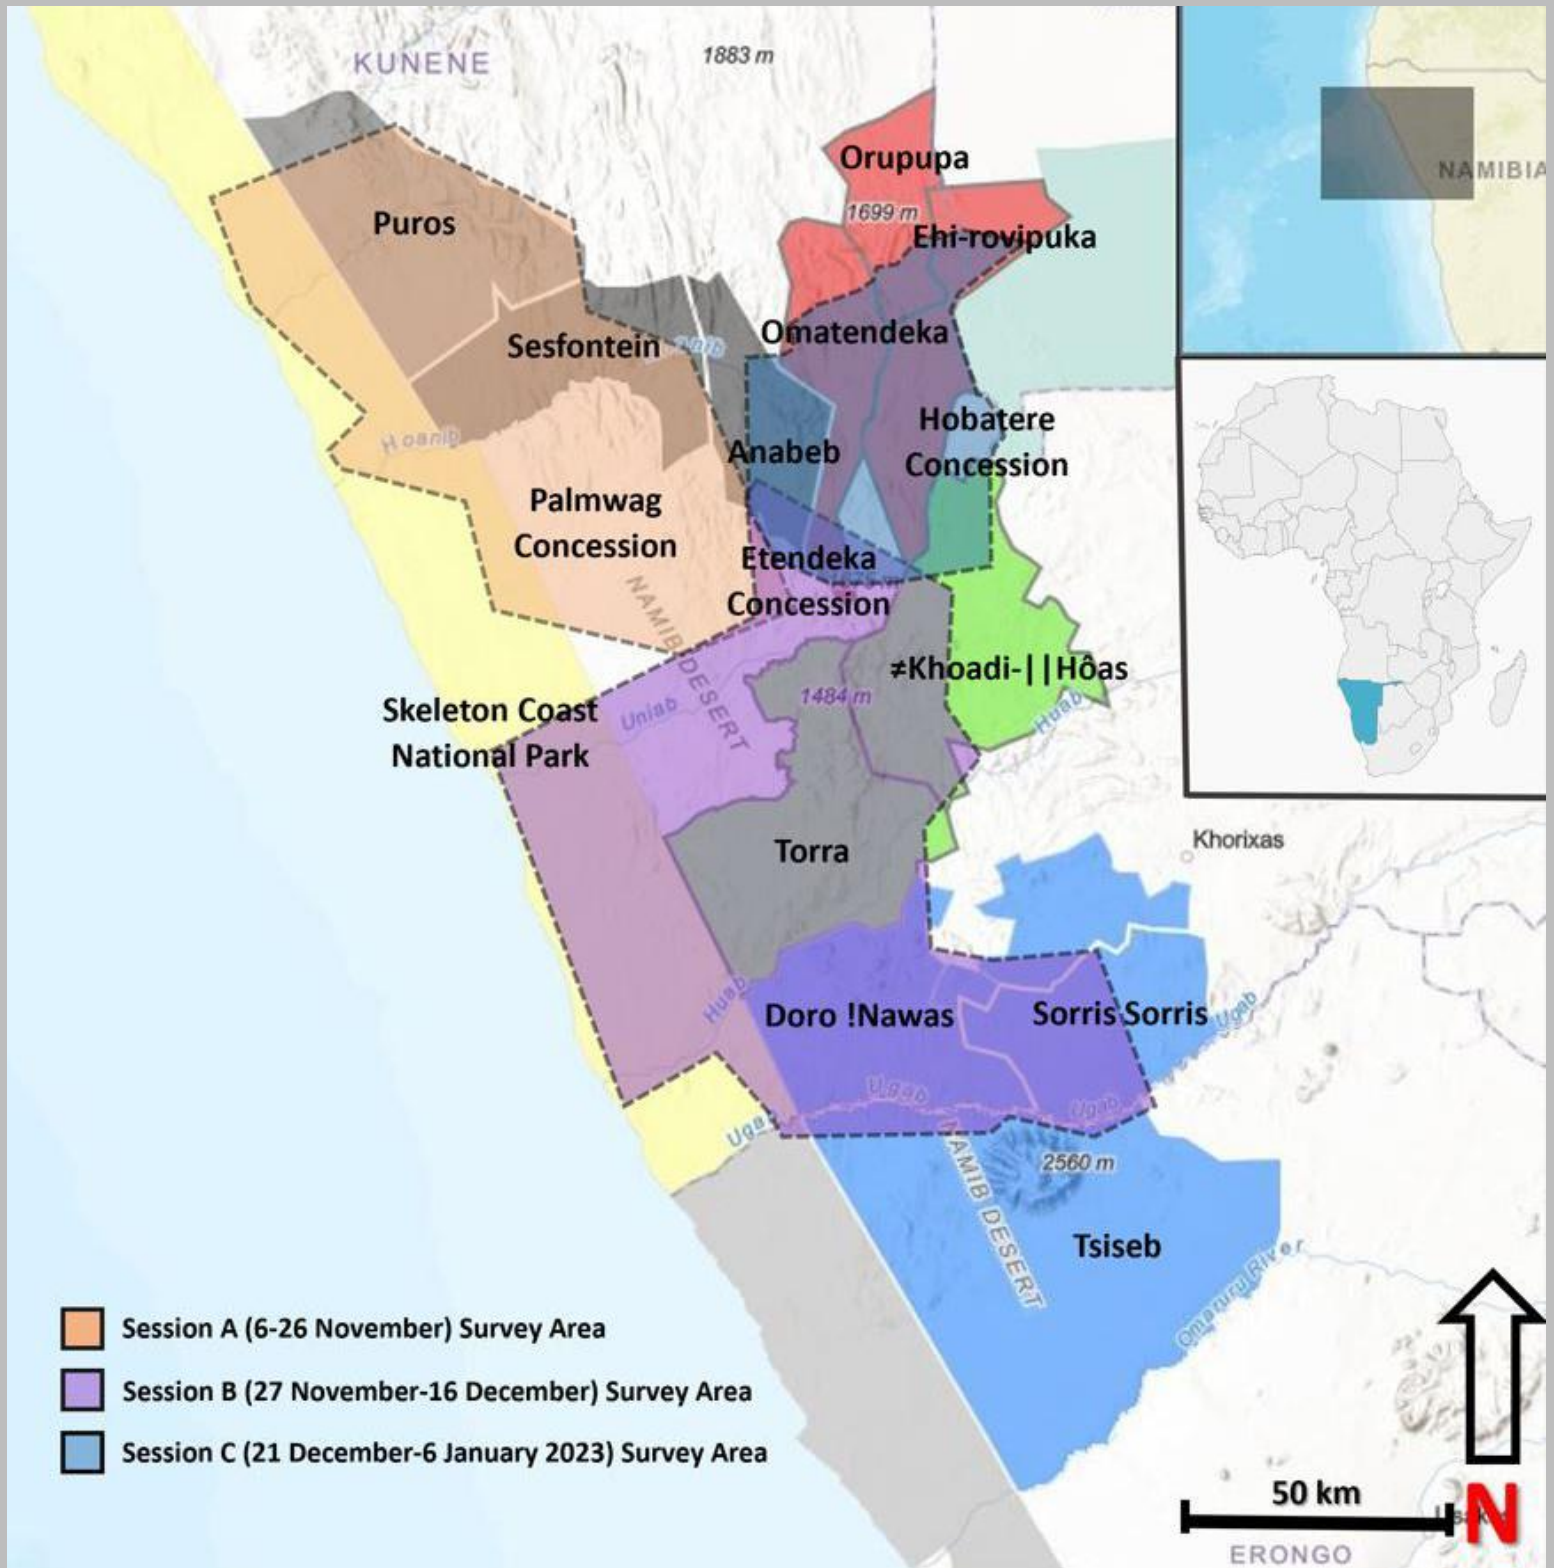 KUNENE
1883 m
Orupupa
1699 m
Ehi-rovipuka
NAMIBIA
Puros
Omatendeka
Sesfontein
Hoanib
Hobatere
Concession
Anabeb
Palmwag
Concession
Etendeka
Concession
NAMIB DESERT
≠Khoadi-||Hôas
1484 m
Huab
Skeleton Coast
National Park
Uniab
Torra
Khorixas
Huab
Doro !Nawas
Sorris Sorris
Ugab
Ugab
Ugab
Uga
NAMIB DESERT
2560 m
Tsiseb
Omaruru River
Session A (6-26 November) Survey Area
Session B (27 November-16 December) Survey Area
Session C (21 December-6 January 2023) Survey Area
50 km
N
ERONGO